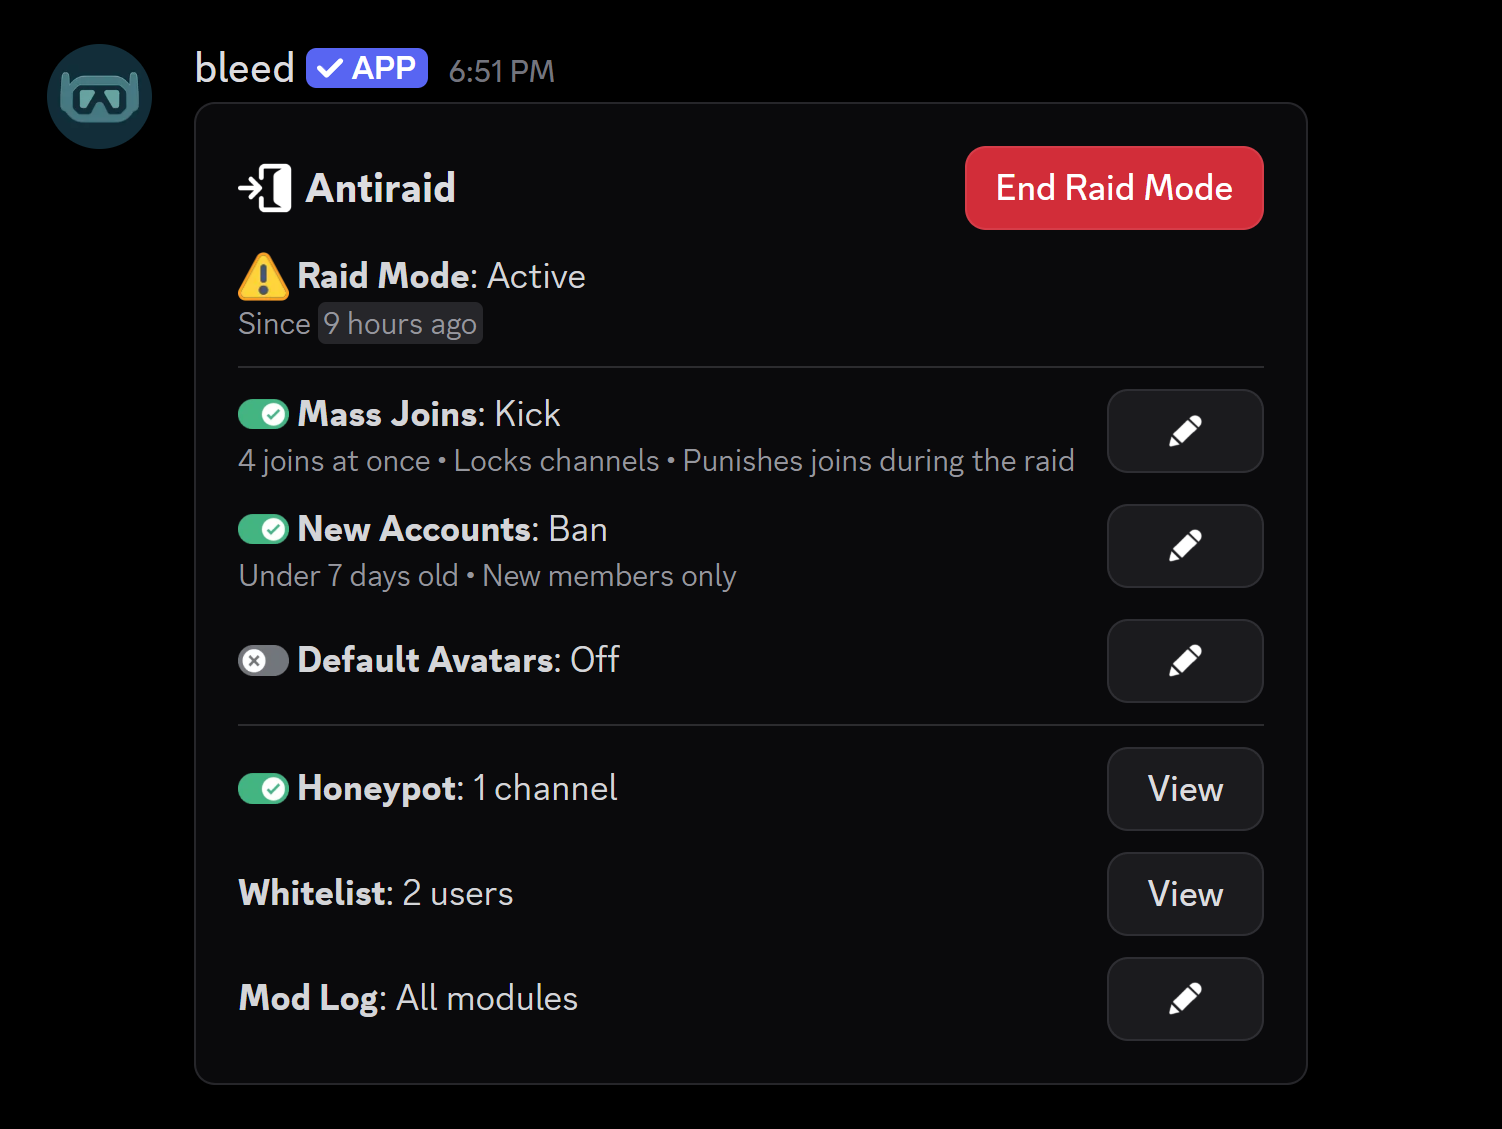 bleed APP 6:51 PM
Antiraid
End Raid Mode
Raid Mode: Active
Since 9 hours ago
Mass Joins: Kick
4 joins at once • Locks channels • Punishes joins during the raid
New Accounts: Ban
Under 7 days old • New members only
Default Avatars: Off
Honeypot: 1 channel
View
Whitelist: 2 users
View
Mod Log: All modules